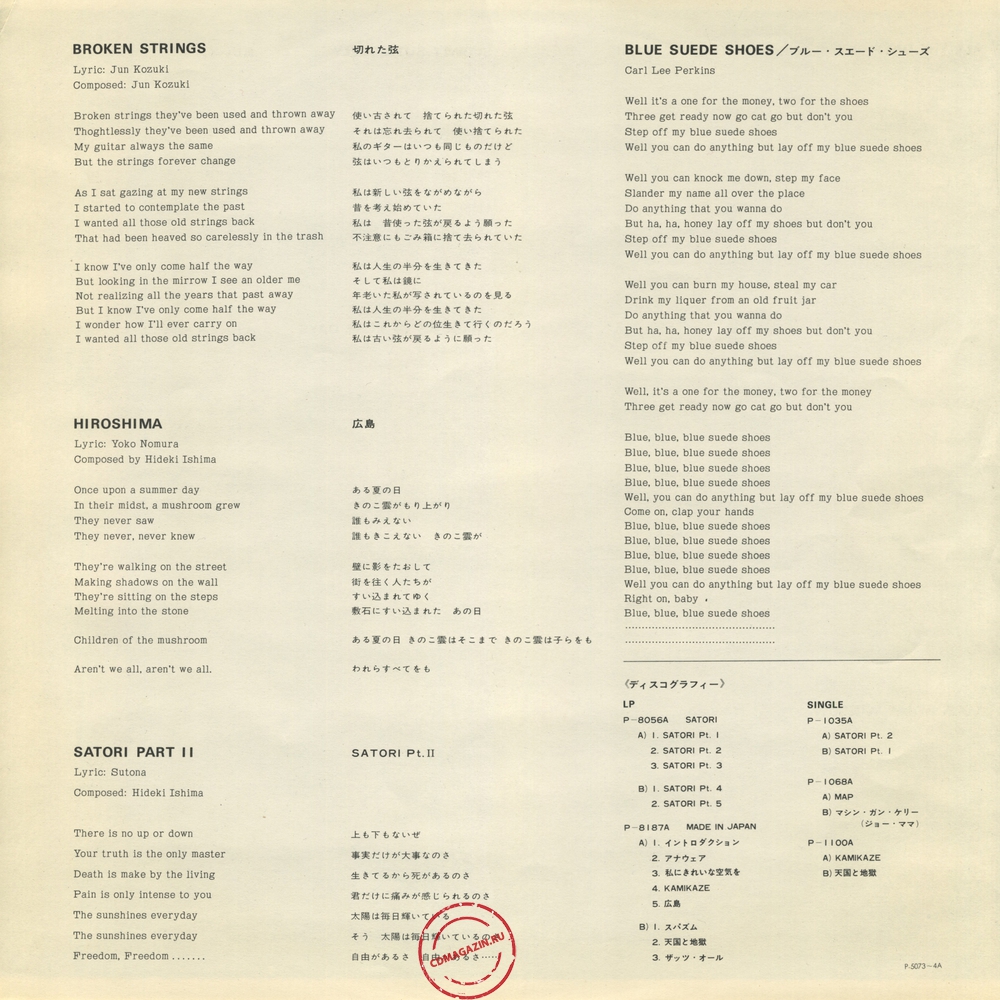 BROKEN STRINGS
Lyric: Jun Kozuki
Composed: Jun Kozuki
Broken strings they've been used and thrown away
Thoghtlessly they've been used and thrown away
My guitar always the same
But the strings forever change
As I sat gazing at my new strings
I started to contemplate the past
I wanted all those old strings back
That had been heaved so carelessly in the trash
I know I've only come half the way
But looking in the mirrow I see an older me
Not realizing all the years that past away
But I know I've only come half the way
I wonder how I'll ever carry on
I wanted all those old strings back
切れた弦
使い古されて　捨てられた切れた弦
それは忘れ去られて　使い捨てられた
私のギターはいつも同じものだけど
弦はいつもとりかえられてしまう
私は新しい弦をながめながら
昔を考え始めていた
私は　昔使った弦が戻るよう願った
不注意にもごみ箱に捨て去られていた
私は人生の半分を生きてきた
そして私は鏡に
年老いた私が写されているのを見る
私は人生の半分を生きてきた
私はこれからどの位生きて行くのだろう
私は古い弦が戻るように願った
HIROSHIMA
Lyric: Yoko Nomura
Composed by Hideki Ishima
Once upon a summer day
In their midst, a mushroom grew
They never saw
They never, never knew
They're walking on the street
Making shadows on the wall
They're sitting on the steps
Melting into the stone
Children of the mushroom
Aren't we all, aren't we all.
広島
ある夏の日
きのこ雲がもり上がり
誰もみえない
誰もきこえない　きのこ雲が
壁に影をたおして
街を往く人たちが
すい込まれてゆく
敷石にすい込まれた　あの日
ある夏の日 きのこ雲はそこまで きのこ雲は子らをも
われらすべてをも
SATORI PART II
Lyric: Sutona
Composed: Hideki Ishima
There is no up or down
Your truth is the only master
Death is make by the living
Pain is only intense to you
The sunshines everyday
The sunshines everyday
Freedom, Freedom.......
SATORI Pt.II
上も下もないぜ
事実だけが大事なのさ
生きてるから死があるのさ
君だけに痛みが感じられるのさ
太陽は毎日輝いている
そう　太陽は毎日輝いているのさ
自由があるさ　自由があるさ……
CDMAGAZIN.RU
BLUE SUEDE SHOES／ブルー・スエード・シューズ
Carl Lee Perkins
Well it's a one for the money, two for the shoes
Three get ready now go cat go but don't you
Step off my blue suede shoes
Well you can do anything but lay off my blue suede shoes
Well you can knock me down, step my face
Slander my name all over the place
Do anything that you wanna do
But ha, ha, honey lay off my shoes but don't you
Step off my blue suede shoes
Well you can do anything but lay off my blue suede shoes
Well you can burn my house, steal my car
Drink my liquer from an old fruit jar
Do anything that you wanna do
But ha, ha, honey lay off my shoes but don't you
Step off my blue suede shoes
Well you can do anything but lay off my blue suede shoes
Well, it's a one for the money, two for the money
Three get ready now go cat go but don't you
Blue, blue, blue suede shoes
Blue, blue, blue suede shoes
Blue, blue, blue suede shoes
Blue, blue, blue suede shoes
Well, you can do anything but lay off my blue suede shoes
Come on, clap your hands
Blue, blue, blue suede shoes
Blue, blue, blue suede shoes
Blue, blue, blue suede shoes
Blue, blue, blue suede shoes
Well you can do anything but lay off my blue suede shoes
Right on, baby .
Blue, blue, blue suede shoes
..........................................
..........................................
《ディスコグラフィー》
LP
P-8056A SATORI
A) 1. SATORI Pt. 1
2. SATORI Pt. 2
3. SATORI Pt. 3
B) 1. SATORI Pt. 4
2. SATORI Pt. 5
P-8187A MADE IN JAPAN
A) 1. イントロダクション
2. アナウェア
3. 私にきれいな空気を
4. KAMIKAZE
5. 広島
B) 1. スパズム
2. 天国と地獄
3. ザッツ・オール
SINGLE
P-1035A
A) SATORI Pt. 2
B) SATORI Pt. 1
P-1068A
A) MAP
B) マシン・ガン・ケリー
（ジョー・ママ）
P-1100A
A) KAMIKAZE
B) 天国と地獄
P-5073~4A